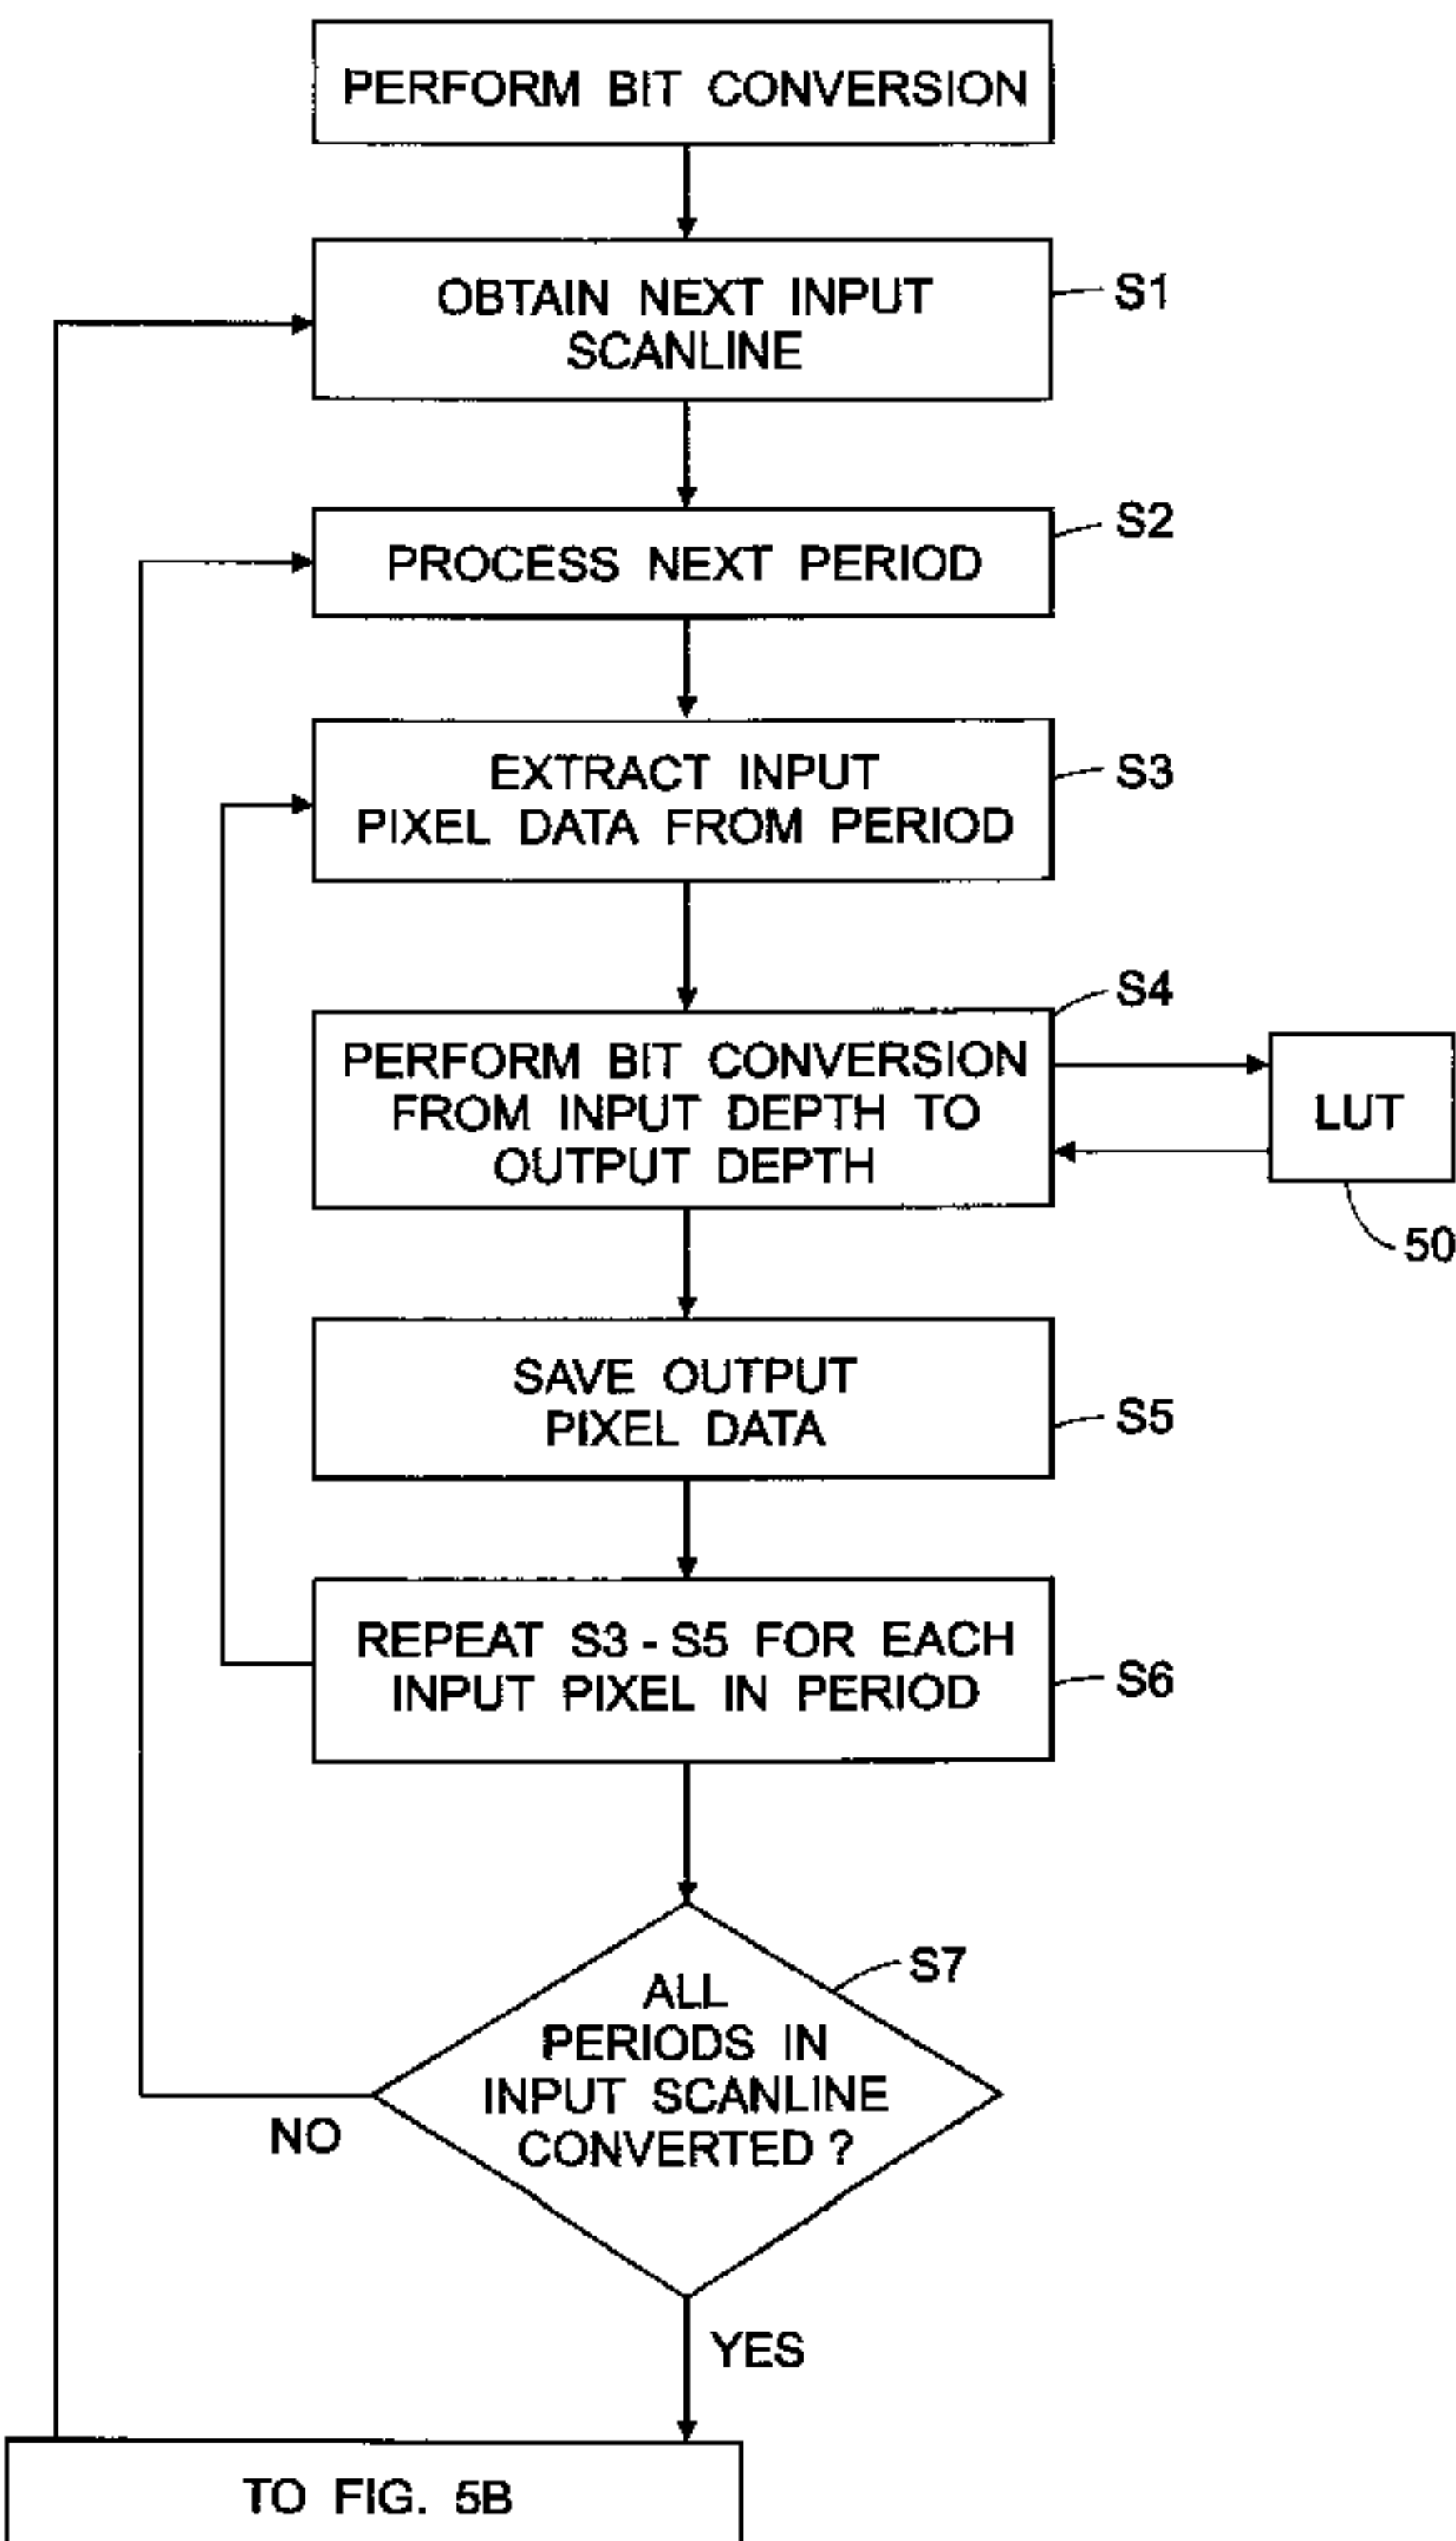 PERFORM BIT CONVERSION
OBTAIN NEXT INPUT
SCANLINE
S1
PROCESS NEXT PERIOD
S2
EXTRACT INPUT
PIXEL DATA FROM PERIOD
S3
PERFORM BIT CONVERSION
FROM INPUT DEPTH TO
OUTPUT DEPTH
S4
LUT
50
SAVE OUTPUT
PIXEL DATA
S5
REPEAT S3 - S5 FOR EACH
INPUT PIXEL IN PERIOD
S6
ALL
PERIODS IN
INPUT SCANLINE
CONVERTED ?
S7
NO
YES
TO FIG. 5B